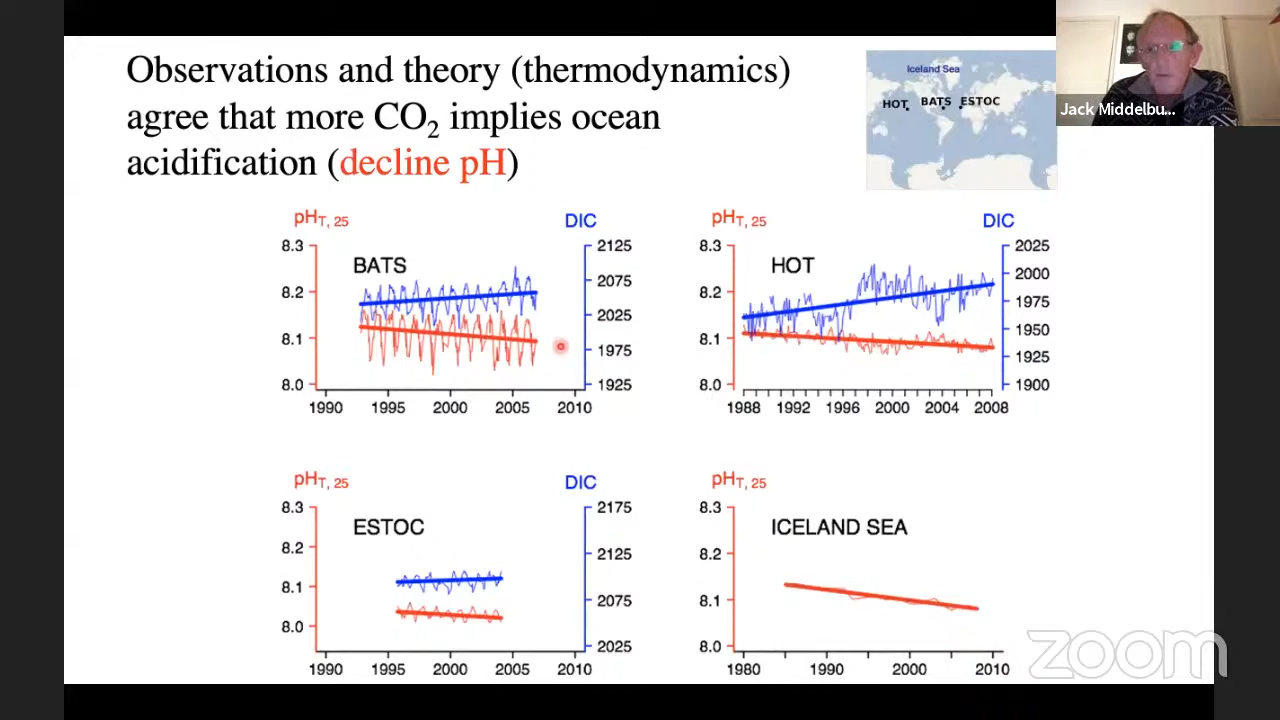 Observations and theory (thermodynamics)
agree that more CO2 implies ocean
acidification (decline pH)
Iceland Sea
HOT BATS ESTOC
Jack Middelbu...
pHT, 25 DIC
8.3 2125
BATS
8.2 2075
2025
8.1 1975
8.0 1925
1990 1995 2000 2005 2010
pHT, 25 DIC
8.3 2025
HOT
2000
8.2 1975
1950
8.1
1925
8.0 1900
1988 1992 1996 2000 2004 2008
pHT, 25 DIC
8.3 2175
ESTOC
8.2 2125
8.1
2075
8.0
2025
1990 1995 2000 2005 2010
pHT, 25
8.3
ICELAND SEA
8.2
8.1
8.0
1980 1990 2000 2010
zoom